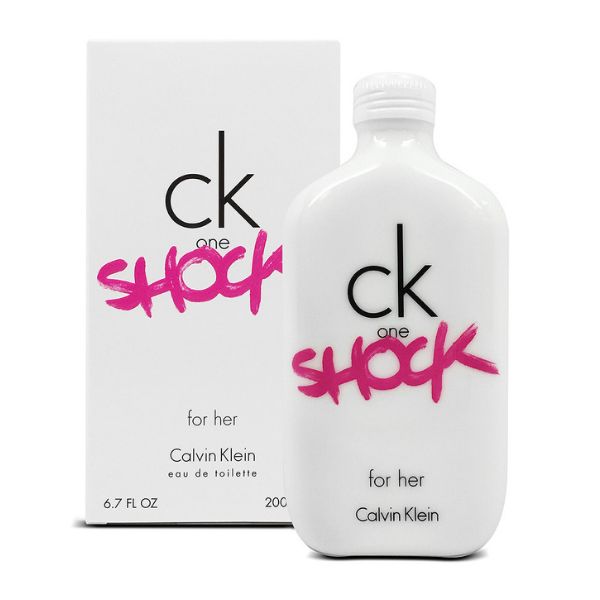 ck
one
SHOCK
for her
Calvin Klein
eau de toilette
6.7 FL OZ 200
ck
one
SHOCK
for her
Calvin Klein